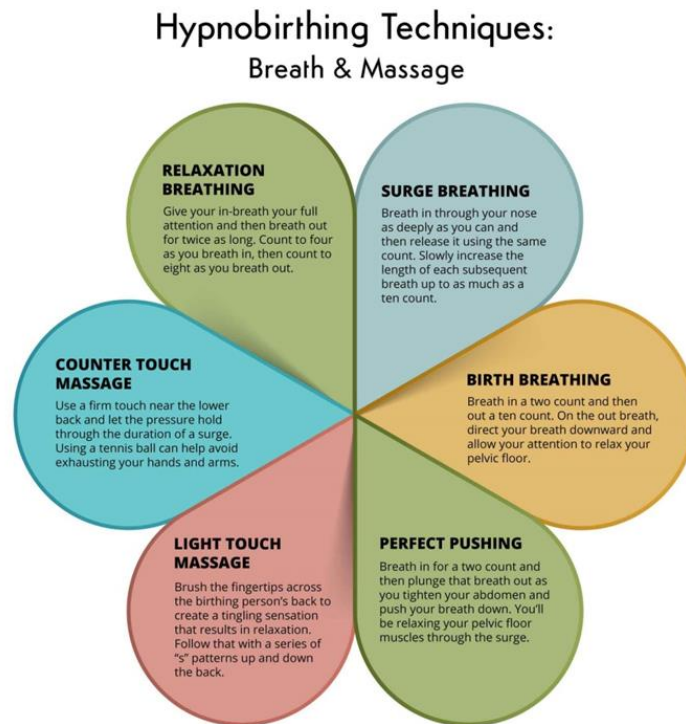 Hypnobirthing Techniques:
Breath & Massage
RELAXATION
BREATHING
Give your in-breath your full
attention and then breath out
for twice as long. Count to four
as you breath in, then count to
eight as you breath out.
SURGE BREATHING
Breath in through your nose
as deeply as you can and
then release it using the same
count. Slowly increase the
length of each subsequent
breath up to as much as a
ten count.
COUNTER TOUCH
MASSAGE
Use a firm touch near the lower
back and let the pressure hold
through the duration of a surge.
Using a tennis ball can help avoid
exhausting your hands and arms.
BIRTH BREATHING
Breath in a two count and then
out a ten count. On the out breath,
direct your breath downward and
allow your attention to relax your
pelvic floor.
LIGHT TOUCH
MASSAGE
Brush the fingertips across
the birthing person's back to
create a tingling sensation
that results in relaxation.
Follow that with a series of
"s" patterns up and down
the back.
PERFECT PUSHING
Breath in for a two count and
then plunge that breath out as
you tighten your abdomen and
push your breath down. You'll
be relaxing your pelvic floor
muscles through the surge.